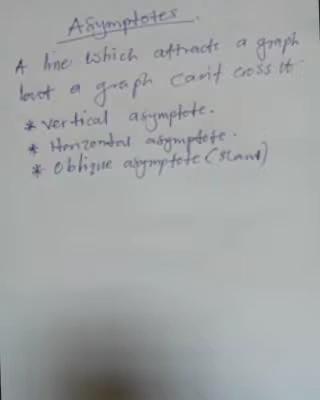 Asymptotes.
A line which attracts a graph
but a graph can't cross it
* vertical asymptote.
* Horizontal asymptote.
* Oblique asymptote (slant)